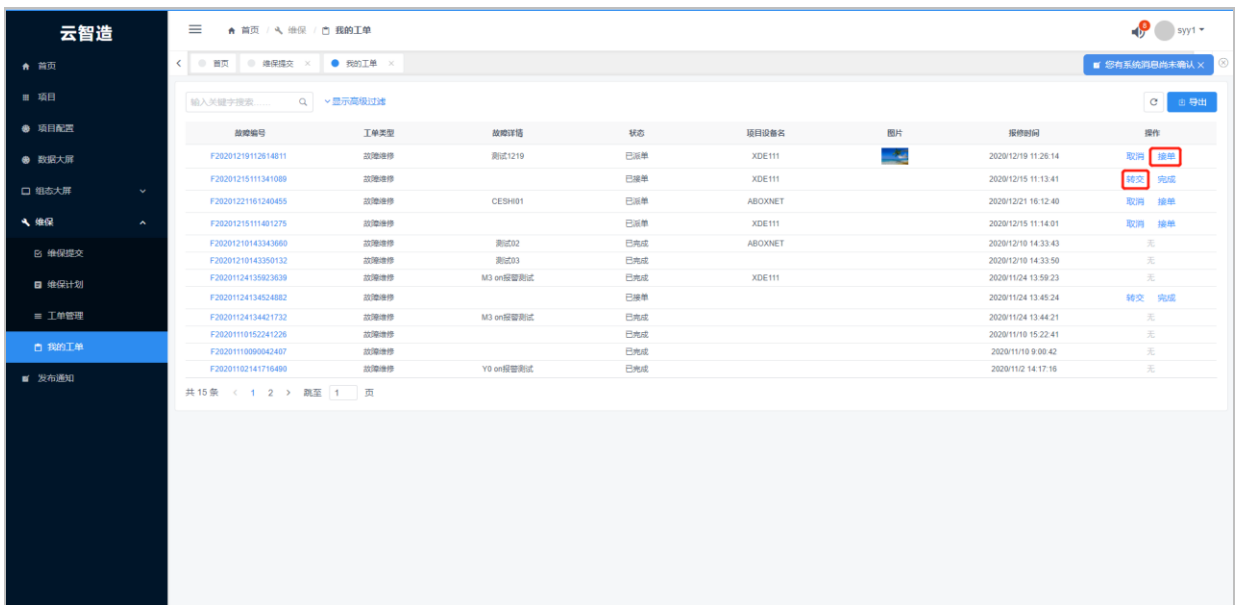 云智造
首页 / 维保 / 我的工单
8
syy1
首页
首页
维保提交 ×
我的工单 ×
您有系统消息尚未确认 ×
项目
项目配置
数据大屏
组态大屏
维保
维保提交
维保计划
工单管理
我的工单
发布通知
输入关键字搜索......
显示高级过滤
导出
故障编号 工单类型 故障详情 状态 项目设备名 图片 报修时间 操作
F20201219112614811 故障维修 测试1219 已派单 XDE111 2020/12/19 11:26:14 取消 接单
F20201215111341089 故障维修 已接单 XDE111 2020/12/15 11:13:41 转交 完成
F20201221161240455 故障维修 CESHI01 已派单 ABOXNET 2020/12/21 16:12:40 取消 接单
F20201215111401275 故障维修 已派单 XDE111 2020/12/15 11:14:01 取消 接单
F20201210143343660 故障维修 测试02 已完成 ABOXNET 2020/12/10 14:33:43 无
F20201210143350132 故障维修 测试03 已完成 2020/12/10 14:33:50 无
F20201124135923639 故障维修 M3 on报警测试 已完成 XDE111 2020/11/24 13:59:23 无
F20201124134524882 故障维修 已接单 2020/11/24 13:45:24 转交 完成
F20201124134421732 故障维修 M3 on报警测试 已完成 2020/11/24 13:44:21 无
F20201110152241226 故障维修 已完成 2020/11/10 15:22:41 无
F20201110090042407 故障维修 已完成 2020/11/10 9:00:42 无
F20201102141716490 故障维修 Y0 on报警测试 已完成 2020/11/2 14:17:16 无
共 15 条 < 1 2 > 跳至 1 页